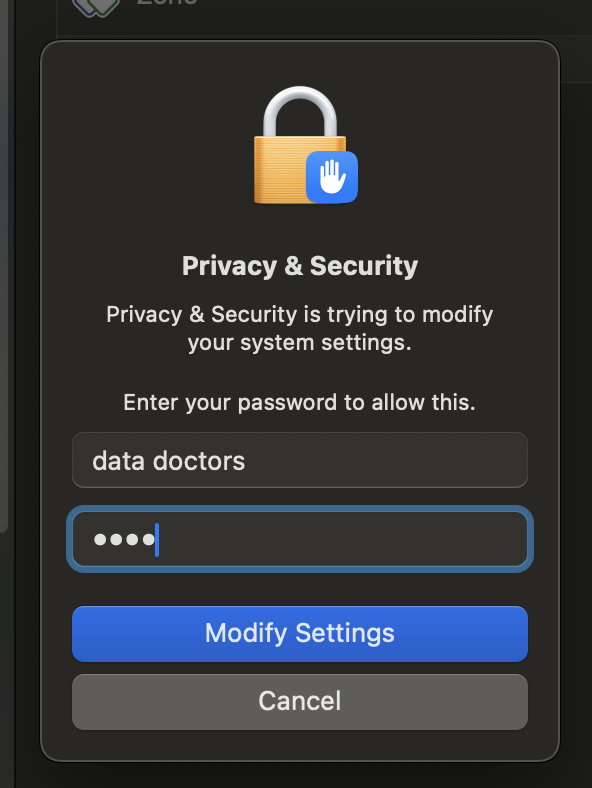 Zone
Privacy & Security
Privacy & Security is trying to modify
your system settings.
Enter your password to allow this.
data doctors
••••
Modify Settings
Cancel